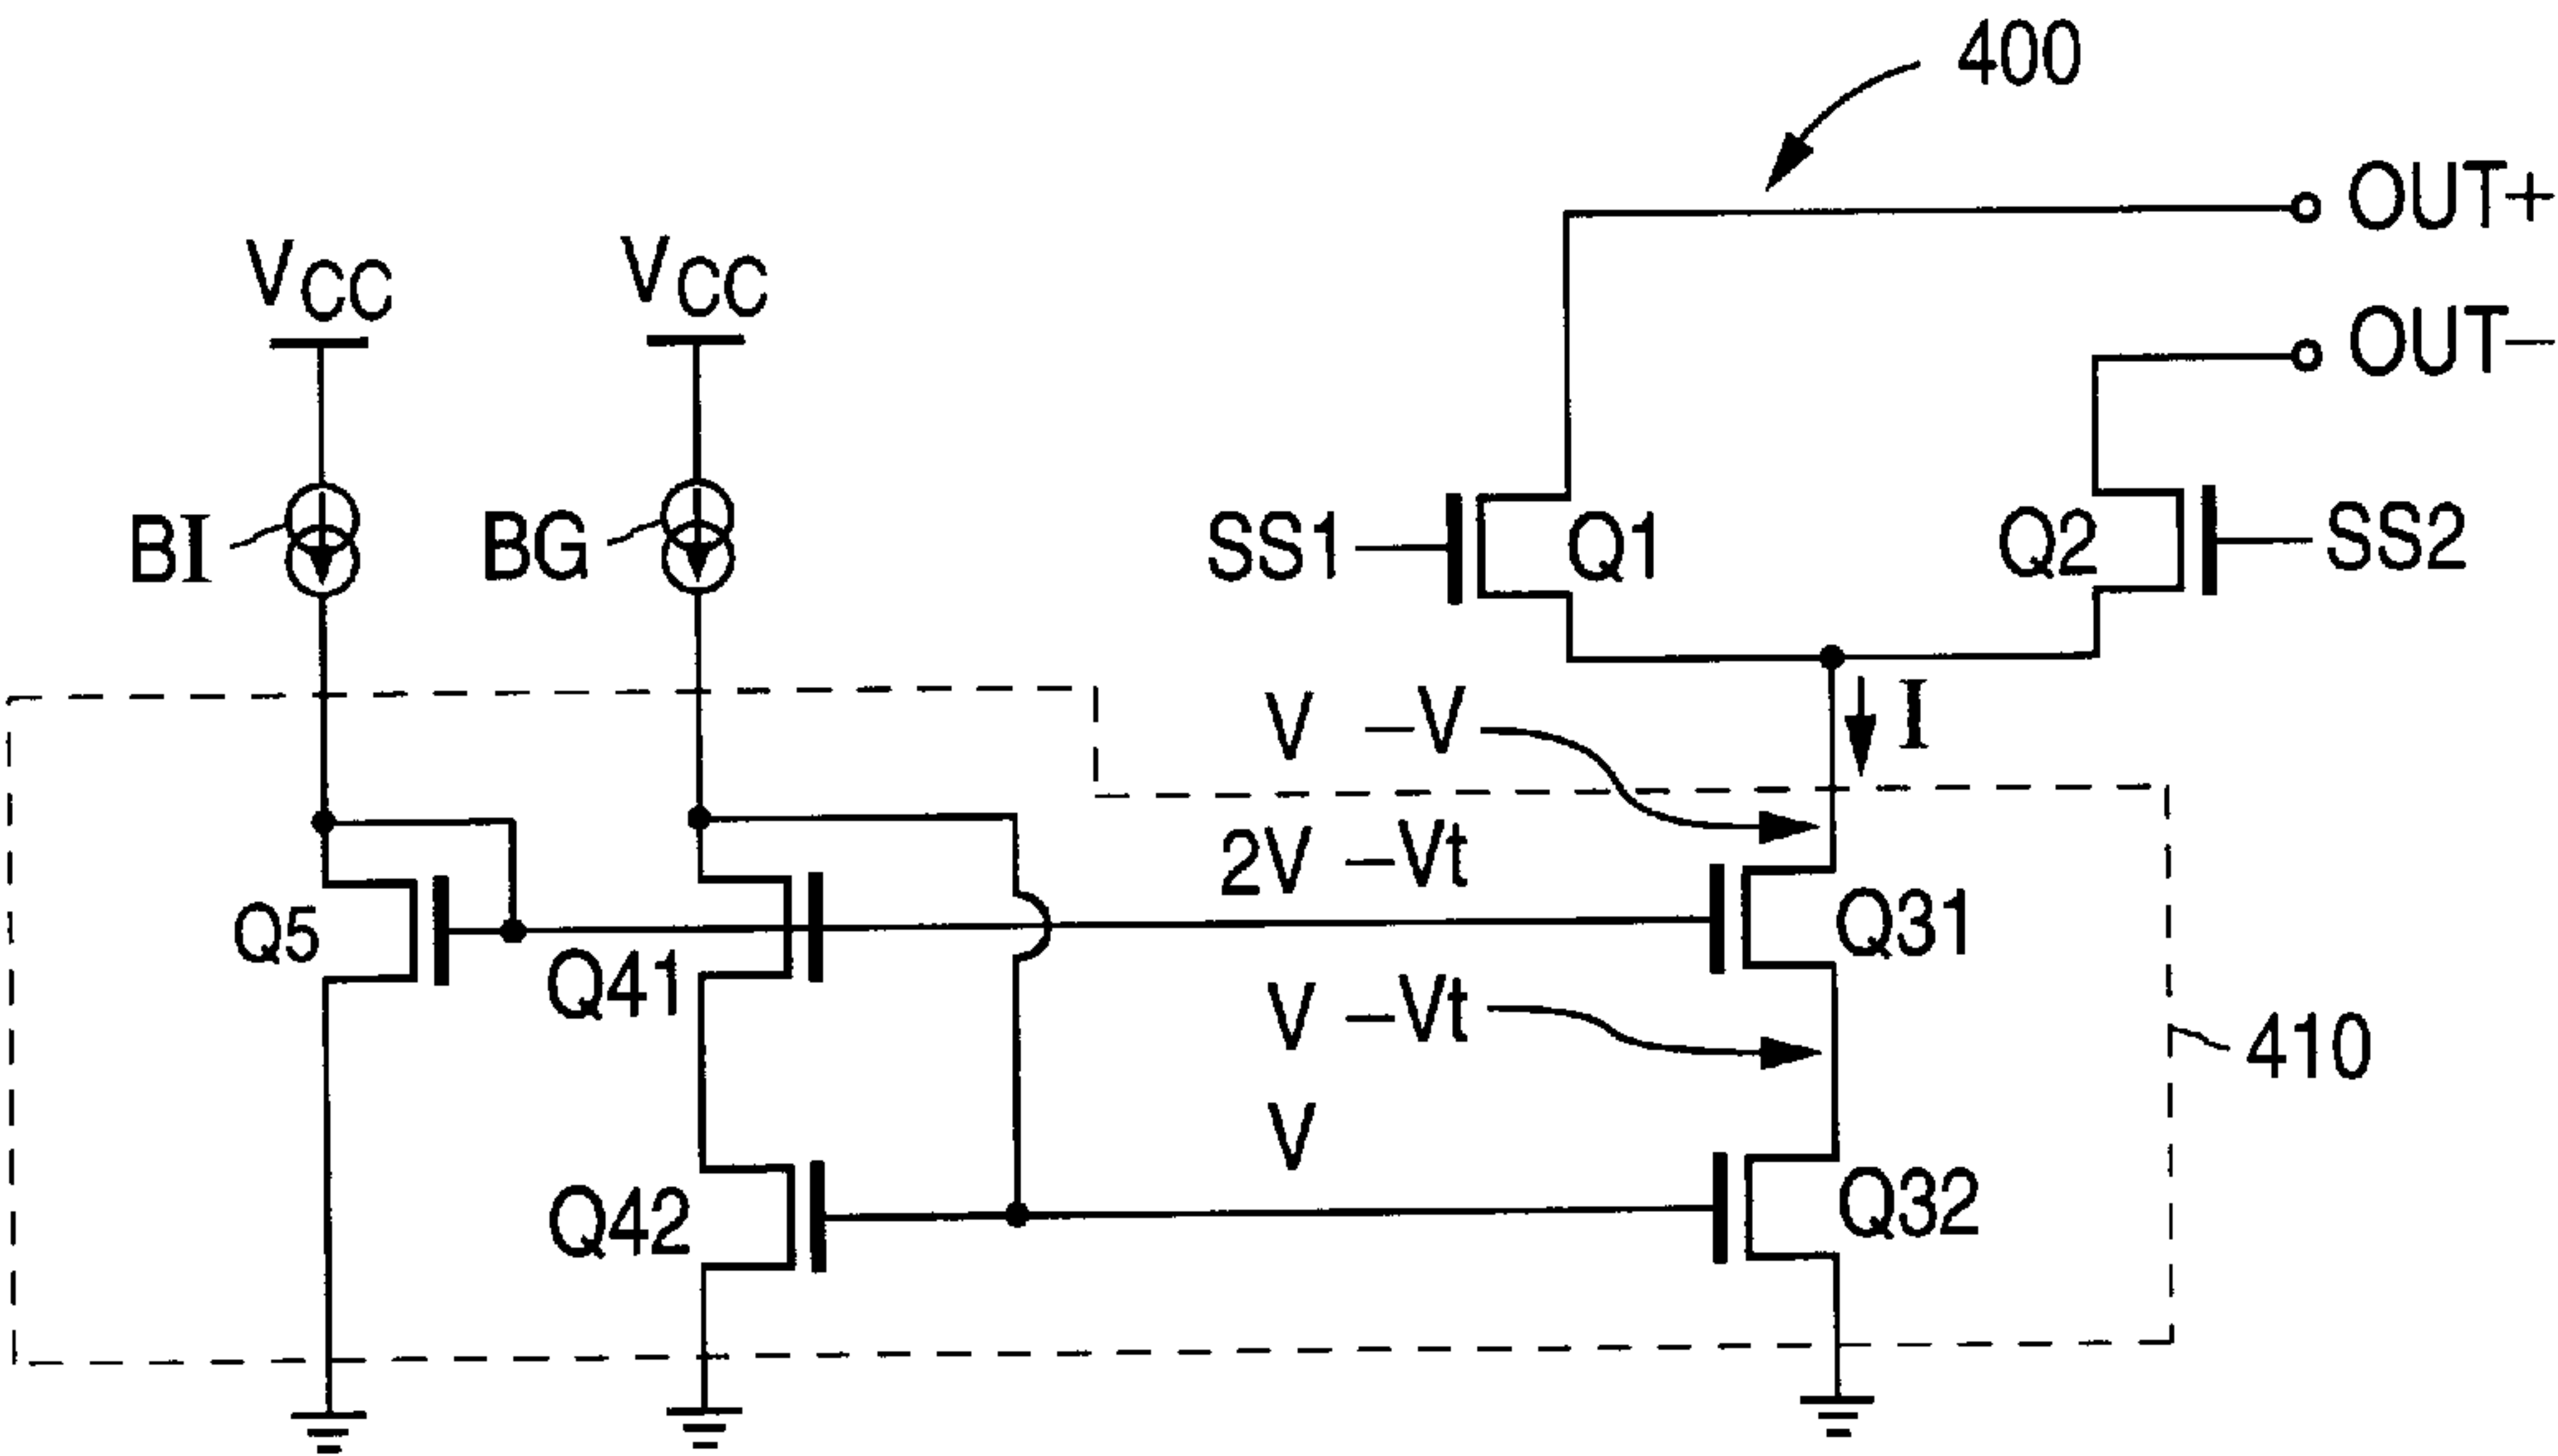 400
OUT+
OUT−
VCC
VCC
BI
BG
SS1
Q1
Q2
SS2
V −V
I
2V −Vt
Q5
Q41
Q31
V −Vt
410
V
Q42
Q32